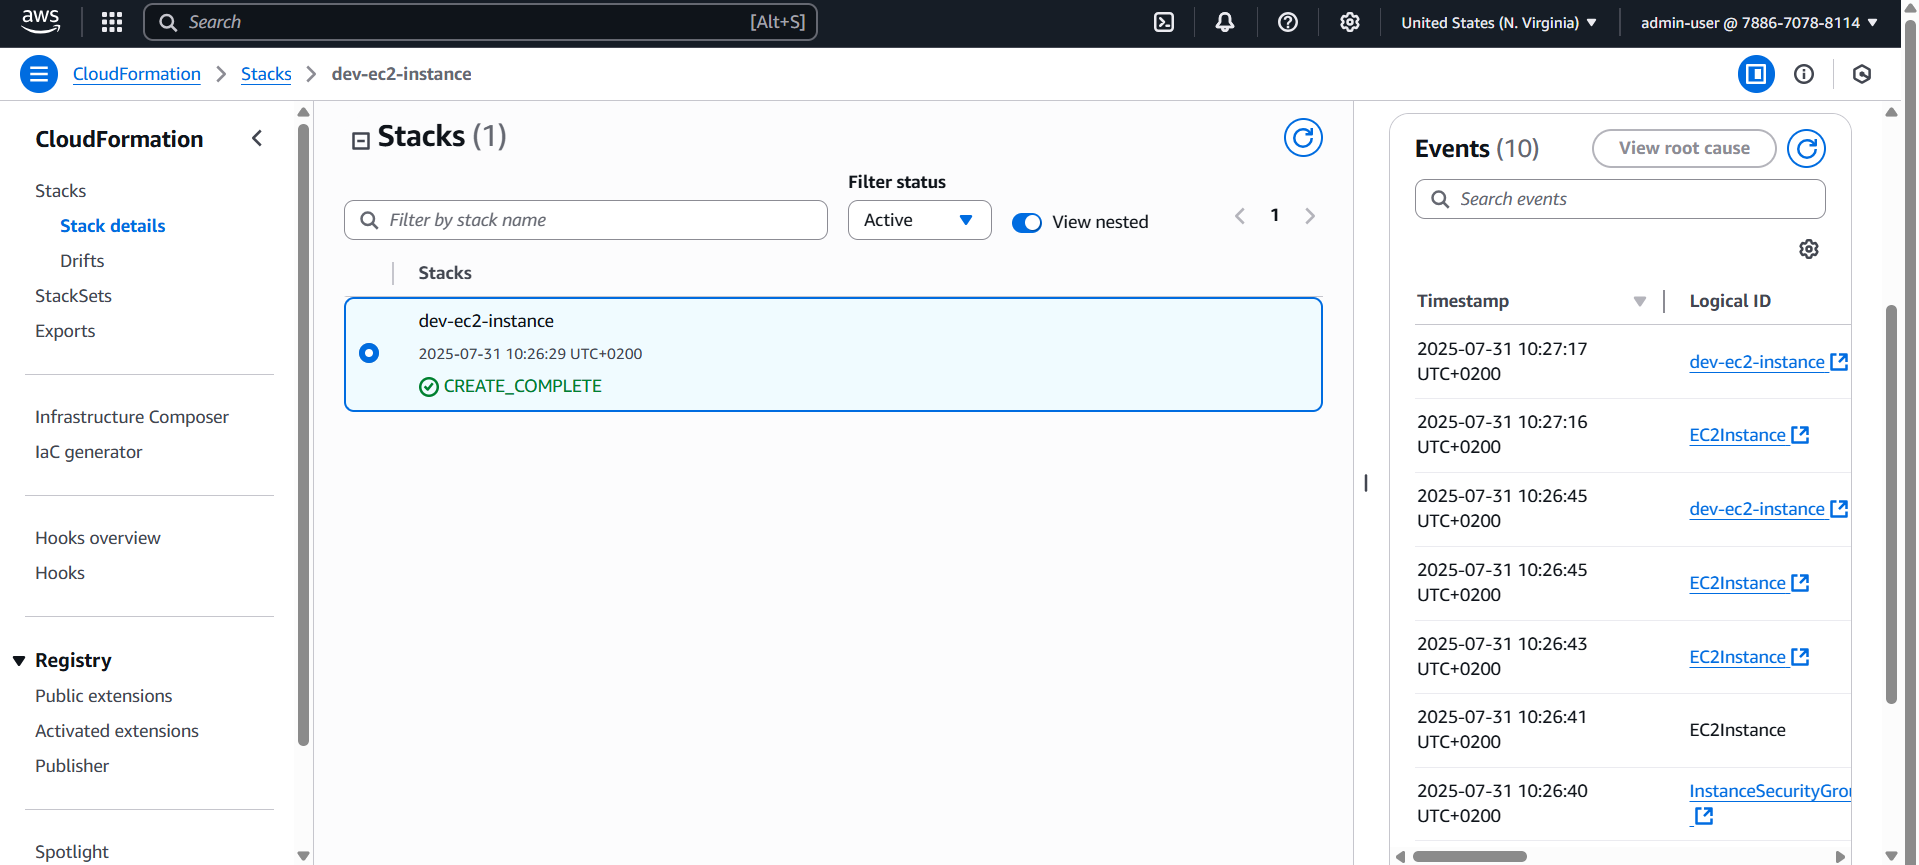 aws
Search
[Alt+S]
United States (N. Virginia)
admin-user @ 7886-7078-8114
CloudFormation
Stacks
dev-ec2-instance
CloudFormation
Stacks
Stack details
Drifts
StackSets
Exports
Infrastructure Composer
IaC generator
Hooks overview
Hooks
Registry
Public extensions
Activated extensions
Publisher
Spotlight
Stacks (1)
Filter status
Filter by stack name
Active
View nested
1
Stacks
dev-ec2-instance
2025-07-31 10:26:29 UTC+0200
CREATE_COMPLETE
Events (10)
View root cause
Search events
Timestamp
Logical ID
2025-07-31 10:27:17
UTC+0200
dev-ec2-instance
2025-07-31 10:27:16
UTC+0200
EC2Instance
2025-07-31 10:26:45
UTC+0200
dev-ec2-instance
2025-07-31 10:26:45
UTC+0200
EC2Instance
2025-07-31 10:26:43
UTC+0200
EC2Instance
2025-07-31 10:26:41
UTC+0200
EC2Instance
2025-07-31 10:26:40
UTC+0200
InstanceSecurityGro